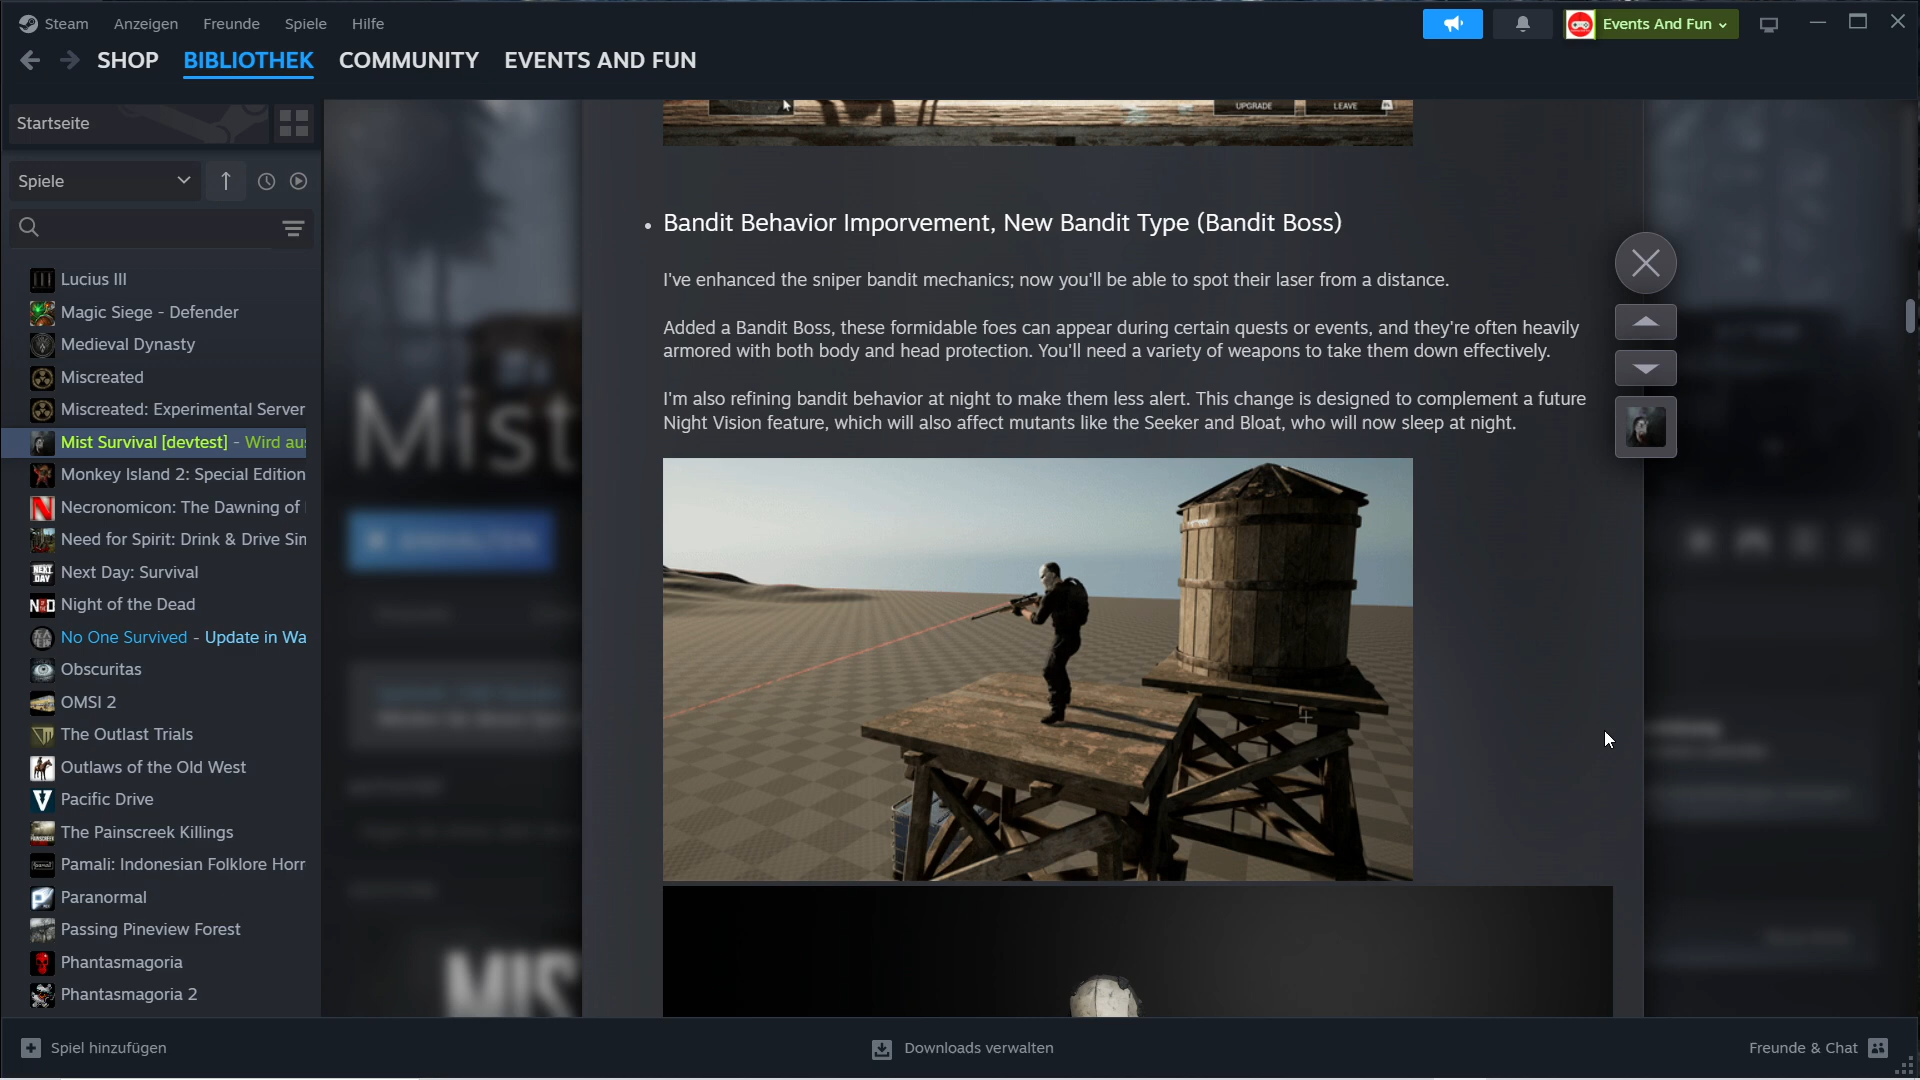 Steam Anzeigen Freunde Spiele Hilfe
Events And Fun
SHOP BIBLIOTHEK COMMUNITY EVENTS AND FUN
Startseite
Spiele
Lucius III
Magic Siege - Defender
Medieval Dynasty
Miscreated
Miscreated: Experimental Server
Mist Survival [devtest] - Wird au
Monkey Island 2: Special Edition
Necronomicon: The Dawning of
Need for Spirit: Drink & Drive Sim
Next Day: Survival
Night of the Dead
No One Survived - Update in Wa
Obscuritas
OMSI 2
The Outlast Trials
Outlaws of the Old West
Pacific Drive
The Painscreek Killings
Pamali: Indonesian Folklore Horr
Paranormal
Passing Pineview Forest
Phantasmagoria
Phantasmagoria 2
UPGRADE LEAVE
Bandit Behavior Imporvement, New Bandit Type (Bandit Boss)
I've enhanced the sniper bandit mechanics; now you'll be able to spot their laser from a distance.
Added a Bandit Boss, these formidable foes can appear during certain quests or events, and they're often heavily
armored with both body and head protection. You'll need a variety of weapons to take them down effectively.
I'm also refining bandit behavior at night to make them less alert. This change is designed to complement a future
Night Vision feature, which will also affect mutants like the Seeker and Bloat, who will now sleep at night.
Mist
ANHALTEN
MIS
Spiel hinzufügen
Downloads verwalten
Freunde & Chat